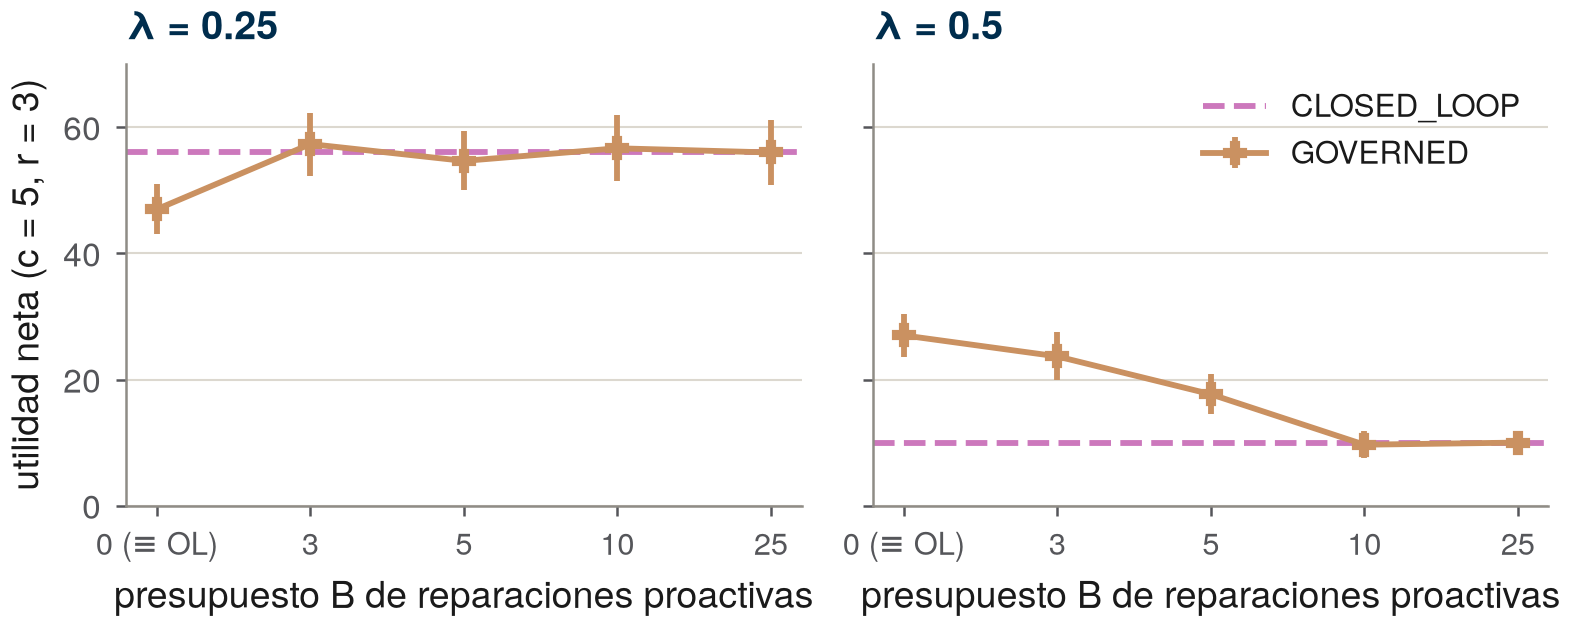 λ = 0.25
λ = 0.5
utilidad neta (c = 5, r = 3)
60
40
20
0
CLOSED_LOOP
GOVERNED
0 (≡ OL) 3 5 10 25
0 (≡ OL) 3 5 10 25
presupuesto B de reparaciones proactivas
presupuesto B de reparaciones proactivas